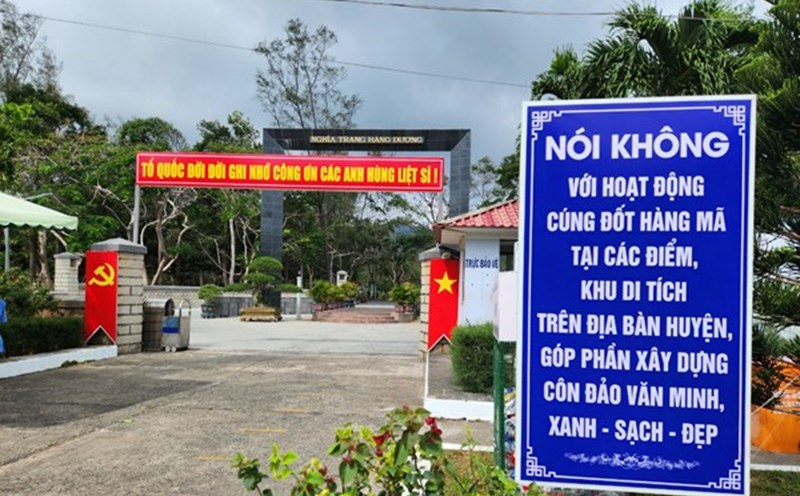 NGHĨA TRANG HÀNG DƯƠNG
TỔ QUỐC ĐỜI ĐỜI GHI NHỚ CÔNG ƠN CÁC ANH HÙNG LIỆT SĨ !
TRỰC BẢO VỆ
NÓI KHÔNG
VỚI HOẠT ĐỘNG
CÚNG ĐỐT HÀNG MÃ
TẠI CÁC ĐIỂM,
KHU DI TÍCH
TRÊN ĐỊA BÀN HUYỆN,
GÓP PHẦN XÂY DỰNG
CÔN ĐẢO VĂN MINH,
XANH - SẠCH - ĐẸP